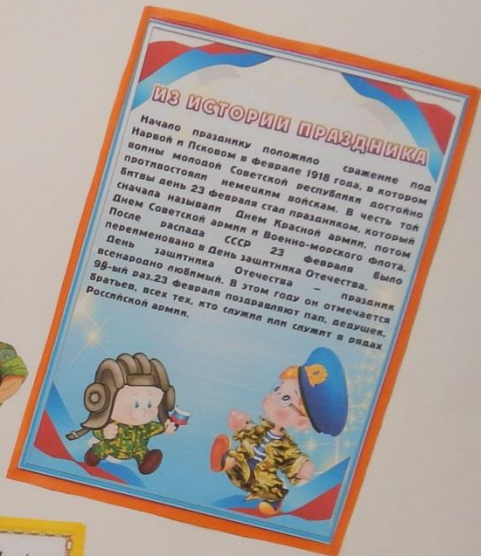 ИЗ ИСТОРИИ ПРАЗДНИКА
Начало празднику положило сражение под
Нарвой и Псковом в феврале 1918 года, в котором
воины молодой Советской республики достойно
противостояли немецким войскам. В честь той
битвы день 23 февраля стал праздником, который
сначала называли Днем Красной армии, потом
Днем Советской армии и Военно-морского флота.
После распада СССР 23 февраля было
переименовано в День защитника Отечества.
День защитника Отечества – праздник
всенародно любимый. В этом году он отмечается
98-ый раз.23 февраля поздравляют пап, дедушек,
братьев, всех тех, кто служил или служит в рядах
Российской армии.